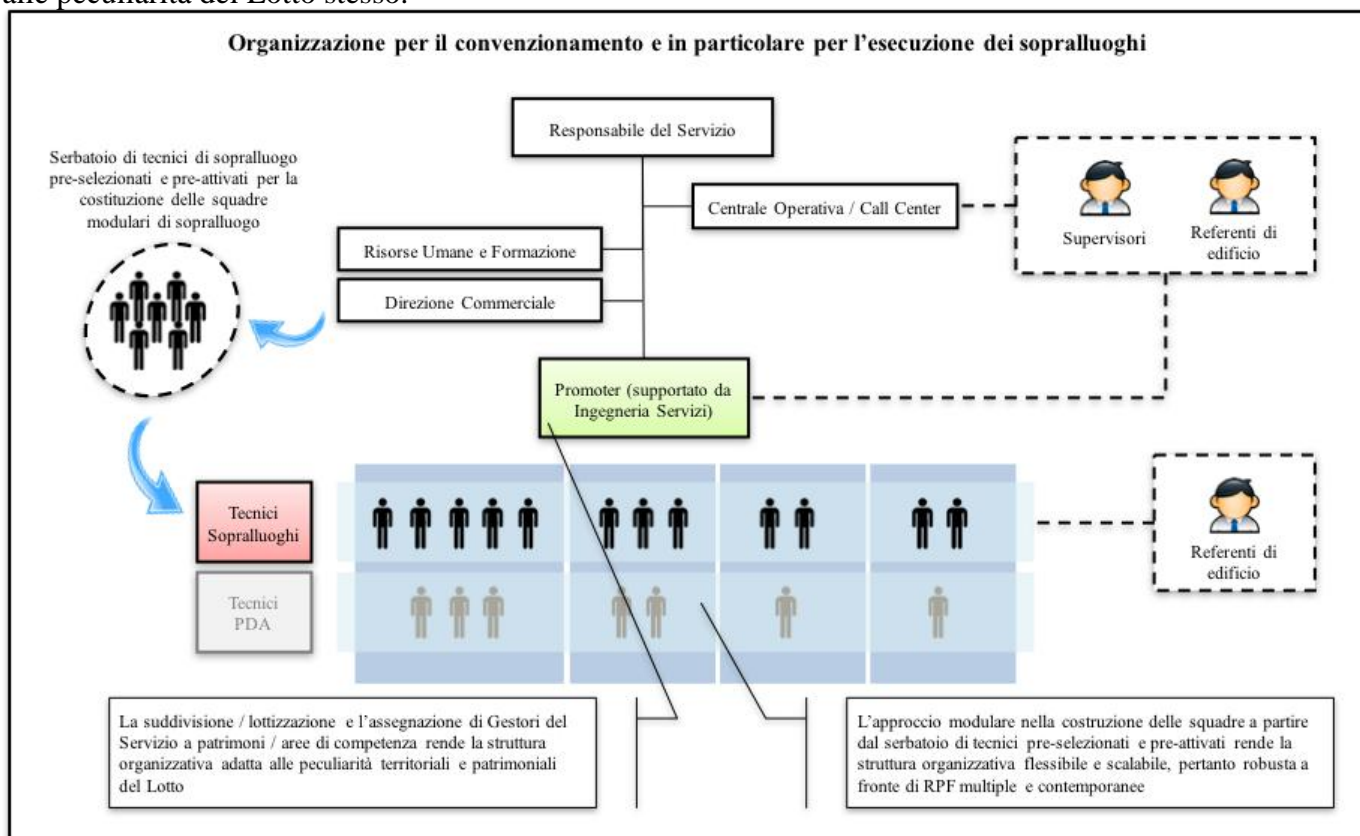 alle peculiarità del Lotto stesso.
Organizzazione per il convenzionamento e in particolare per l'esecuzione dei sopralluoghi
Responsabile del Servizio
Serbatoio di tecnici di sopralluogo
pre-selezionati e pre-attivati per la
costituzione delle squadre
modulari di sopralluogo
Centrale Operativa / Call Center
Supervisori
Referenti di
edificio
Risorse Umane e Formazione
Direzione Commerciale
Promoter (supportato da
Ingegneria Servizi)
Tecnici
Sopralluoghi
Referenti di
edificio
Tecnici
PDA
La suddivisione / lottizzazione e l'assegnazione di Gestori del
Servizio a patrimoni / aree di competenza rende la struttura
organizzativa adatta alle peculiarità territoriali e patrimoniali
del Lotto
L'approccio modulare nella costruzione delle squadre a partire
dal serbatoio di tecnici pre-selezionati e pre-attivati rende la
struttura organizzativa flessibile e scalabile, pertanto robusta a
fronte di RPF multiple e contemporanee